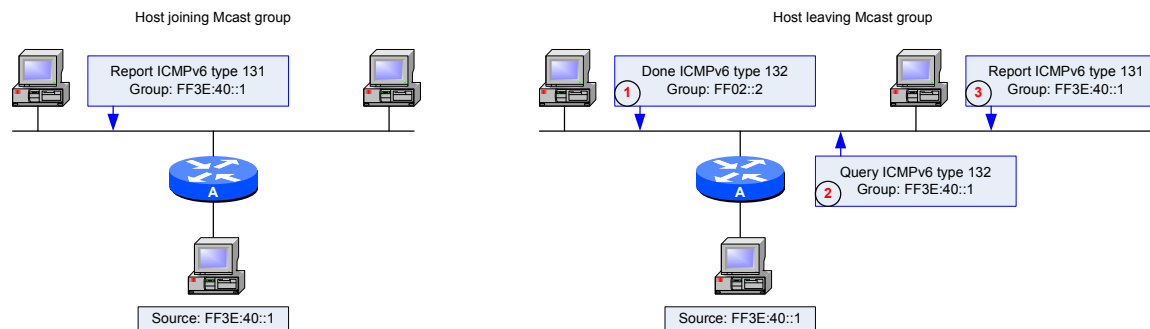 Host joining Mcast group
Report ICMPv6 type 131
Group: FF3E:40::1
A
Source: FF3E:40::1
Host leaving Mcast group
Done ICMPv6 type 132
Group: FF02::2
1
Report ICMPv6 type 131
Group: FF3E:40::1
3
Query ICMPv6 type 132
Group: FF3E:40::1
2
A
Source: FF3E:40::1